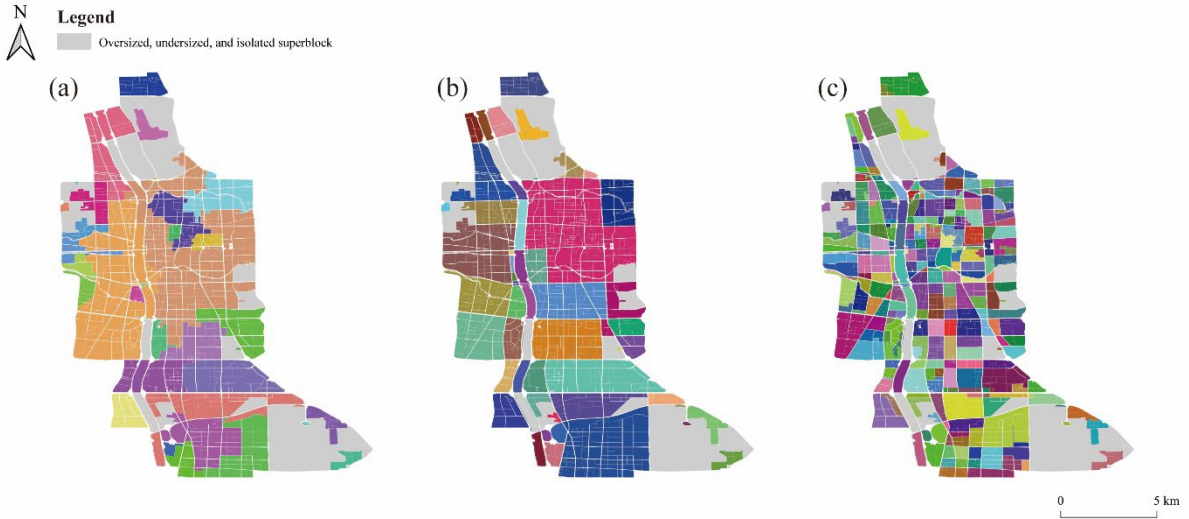 N
Legend
Oversized, undersized, and isolated superblock
(a)
(b)
(c)
0 5 km